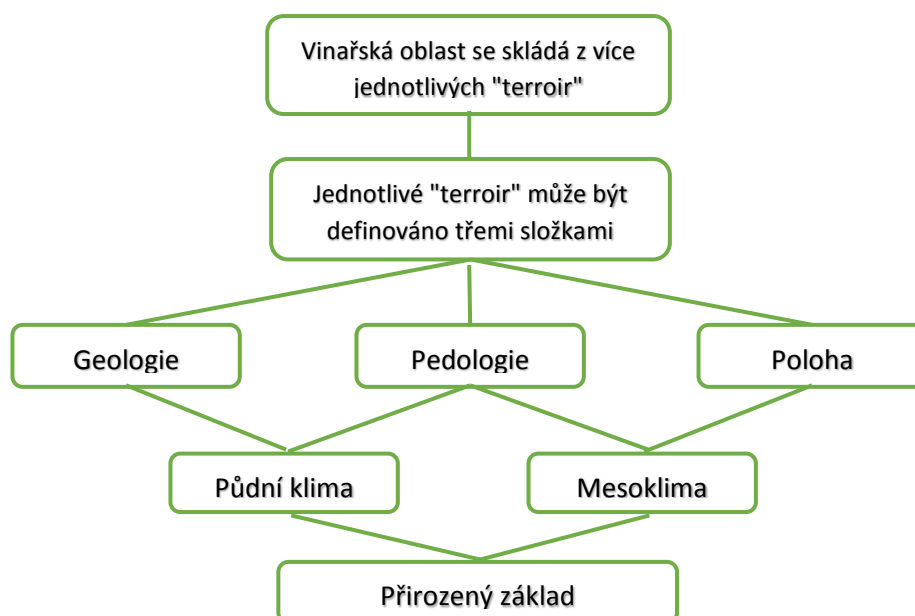 Vinařská oblast se skládá z více
jednotlivých "terroir"
Jednotlivé "terroir" může být
definováno třemi složkami
Geologie
Pedologie
Poloha
Půdní klima
Mesoklima
Přirozený základ